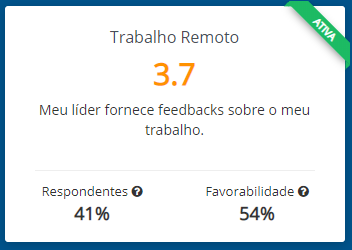 ATIVA
Trabalho Remoto
3.7
Meu líder fornece feedbacks sobre o meu
trabalho.
Respondentes
Favorabilidade
41%
54%